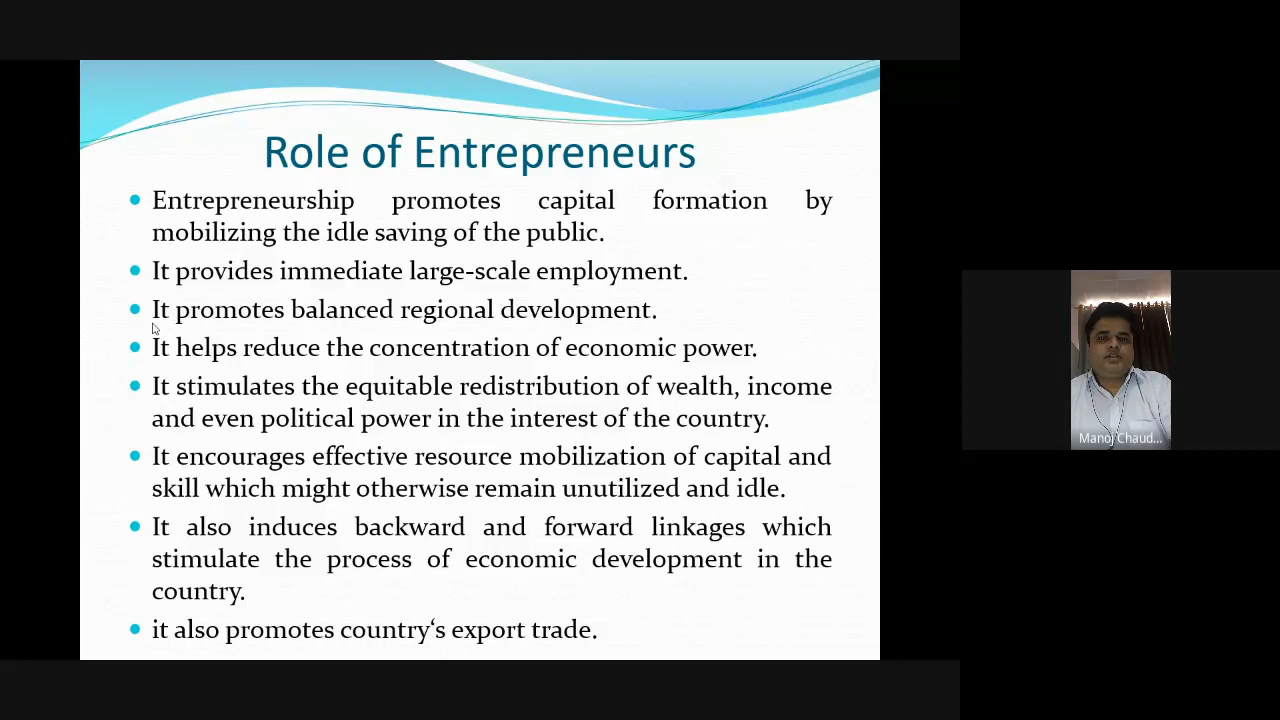 Role of Entrepreneurs
Entrepreneurship promotes capital formation by
mobilizing the idle saving of the public.
It provides immediate large-scale employment.
It promotes balanced regional development.
It helps reduce the concentration of economic power.
It stimulates the equitable redistribution of wealth, income
and even political power in the interest of the country.
It encourages effective resource mobilization of capital and
skill which might otherwise remain unutilized and idle.
It also induces backward and forward linkages which
stimulate the process of economic development in the
country.
it also promotes country‘s export trade.
Manoj Chaud...